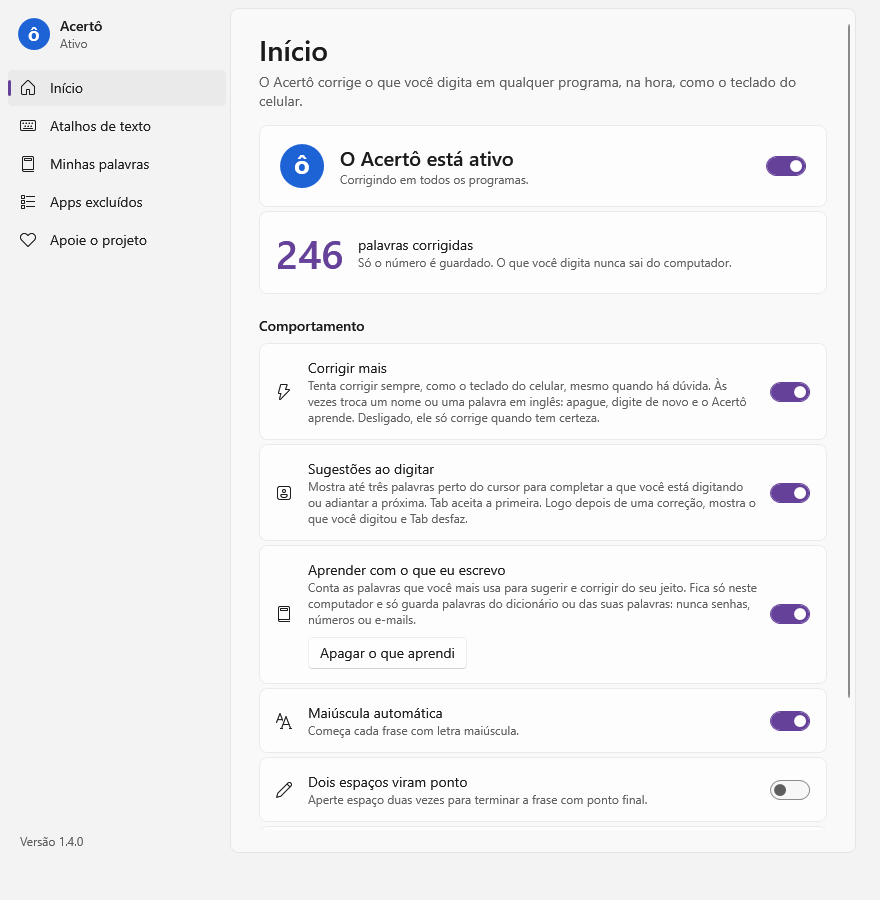 ô
Acertô
Ativo
Início
Atalhos de texto
Minhas palavras
Apps excluídos
Apoie o projeto
Versão 1.4.0
Início
O Acertô corrige o que você digita em qualquer programa, na hora, como o teclado do
celular.
ô
O Acertô está ativo
Corrigindo em todos os programas.
246
palavras corrigidas
Só o número é guardado. O que você digita nunca sai do computador.
Comportamento
Corrigir mais
Tenta corrigir sempre, como o teclado do celular, mesmo quando há dúvida. Às
vezes troca um nome ou uma palavra em inglês: apague, digite de novo e o Acertô
aprende. Desligado, ele só corrige quando tem certeza.
Sugestões ao digitar
Mostra até três palavras perto do cursor para completar a que você está digitando
ou adiantar a próxima. Tab aceita a primeira. Logo depois de uma correção, mostra o
que você digitou e Tab desfaz.
Aprender com o que eu escrevo
Conta as palavras que você mais usa para sugerir e corrigir do seu jeito. Fica só neste
computador e só guarda palavras do dicionário ou das suas palavras: nunca senhas,
números ou e-mails.
Apagar o que aprendi
Maiúscula automática
Começa cada frase com letra maiúscula.
Dois espaços viram ponto
Aperte espaço duas vezes para terminar a frase com ponto final.